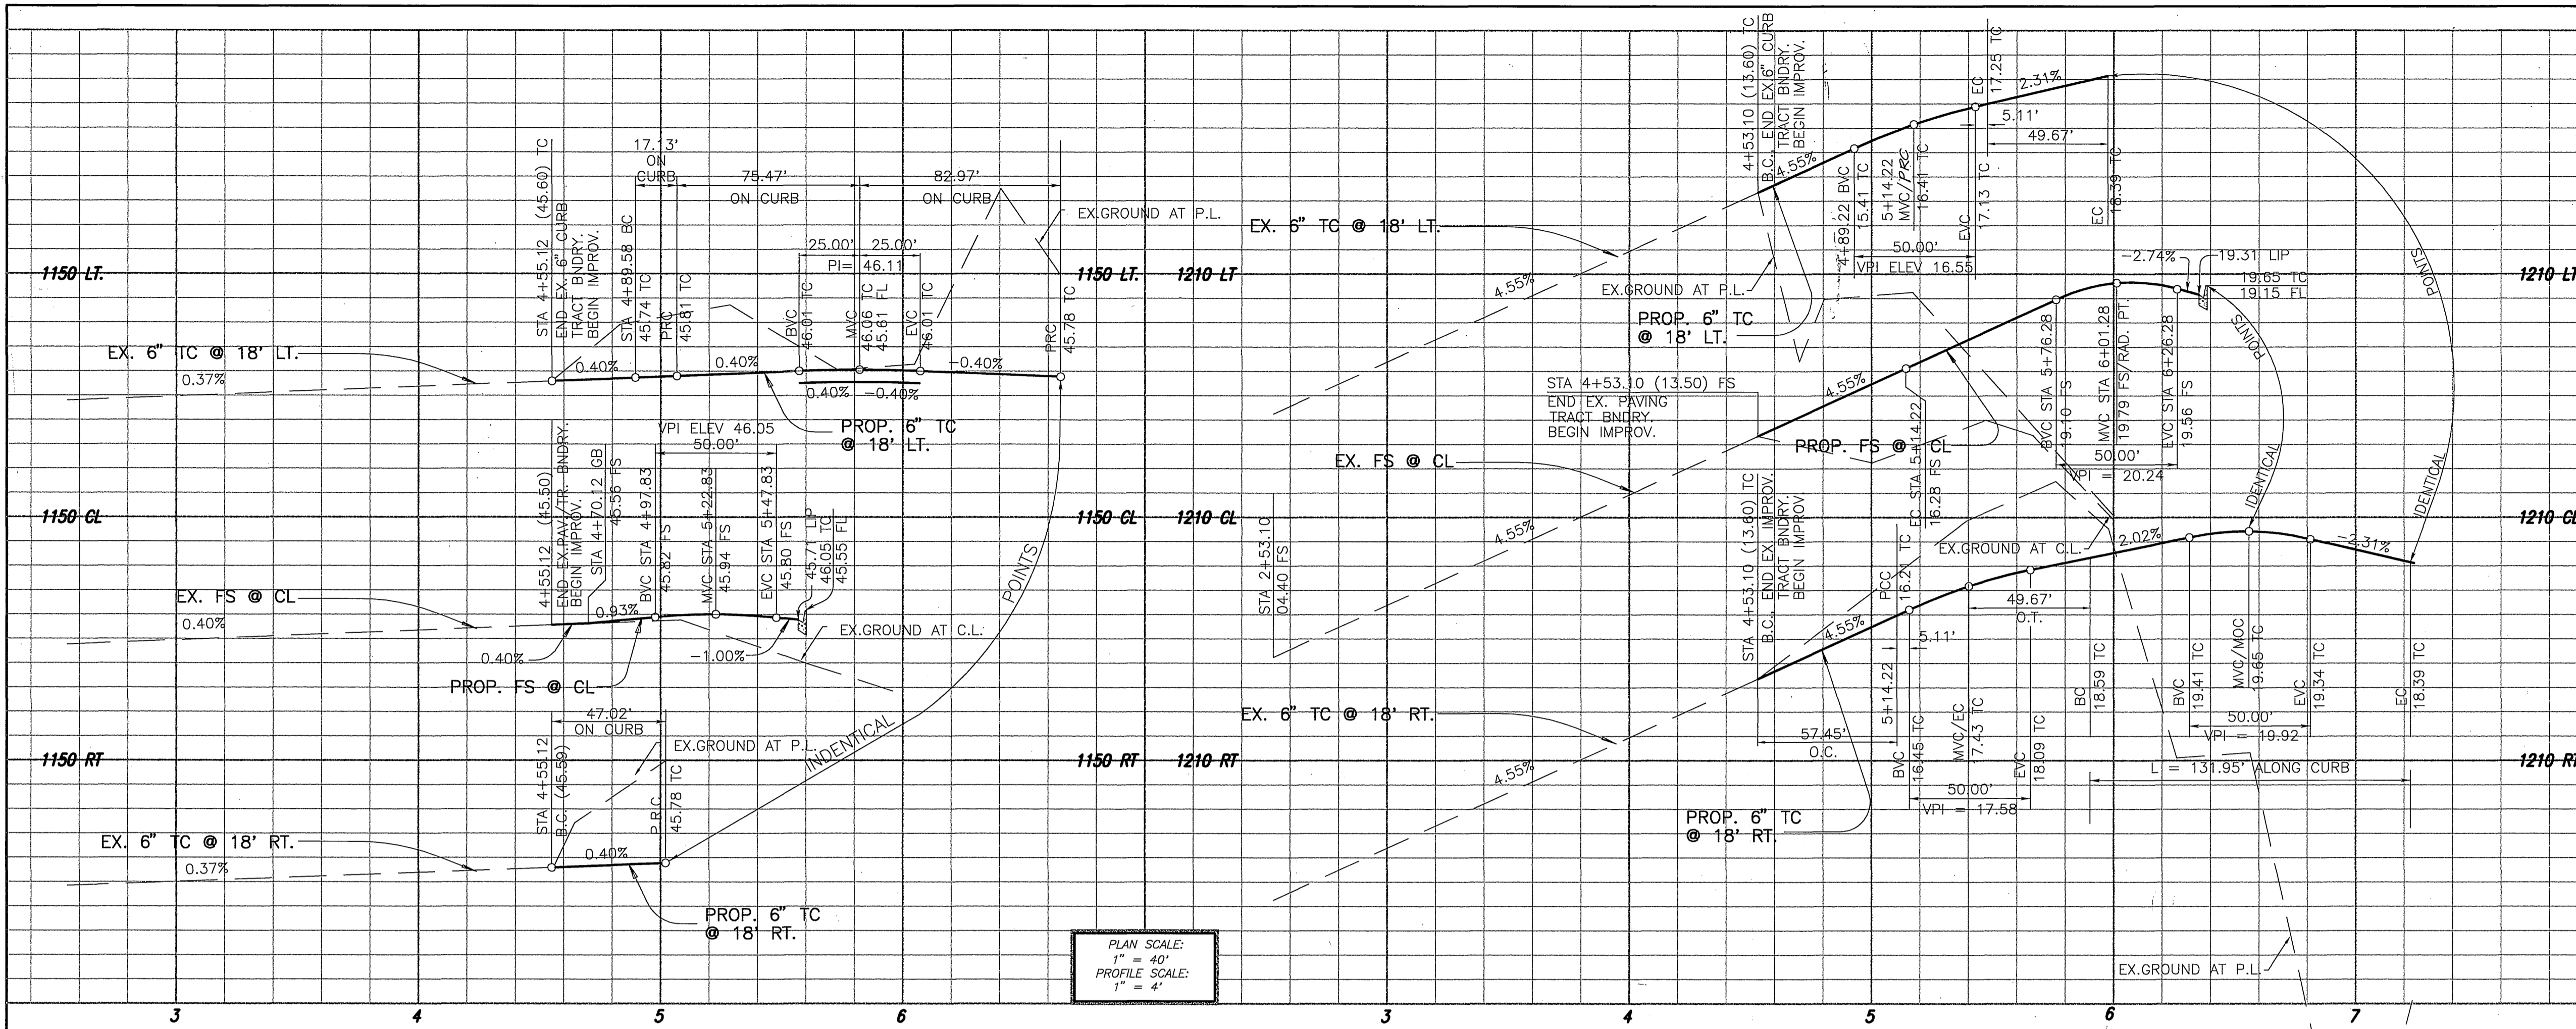 STA 4+55.12 (45.60) TC
END EX. 6" CURB
TRACT BNDRY.
BEGIN IMPROV.
STA 4+89.58 BC
45.74 TC
17.13'
ON
CURB
PRC
45.81 TC
75.47'
ON CURB
82.97'
ON CURB
EX.GROUND AT P.L.
25.00'
25.00'
PI= 46.11
BVC
46.01 TC
MVC
46.06 TC
45.61 FL
EVC
46.01 TC
PRC
45.78 TC
1150 LT.
1150 LT.
EX. 6" TC @ 18' LT.
0.37%
0.40%
0.40%
-0.40%
0.40%
-0.40%
PROP. 6" TC
@ 18' LT.
VPI ELEV 46.05
50.00'
4+55.12 (45.50)
END EX.PAV./TR. BNDRY.
BEGIN IMPROV.
STA 4+70.12 GB
45.56 FS
BVC STA 4+97.83
45.82 FS
MVC STA 5+22.83
45.94 FS
EVC STA 5+47.83
45.80 FS
45.71 LIP
46.05 TC
45.55 FL
1150 CL
1150 CL
EX. FS @ CL
0.40%
0.93%
0.40%
-1.00%
EX.GROUND AT C.L.
PROP. FS @ CL
POINTS
INDENTICAL
47.02'
ON CURB
EX.GROUND AT P.L.
STA 4+55.12
B.C. (45.59)
P.R.C.
45.78 TC
1150 RT
1150 RT
EX. 6" TC @ 18' RT.
0.37%
0.40%
PROP. 6" TC
@ 18' RT.
PLAN SCALE:
1" = 40'
PROFILE SCALE:
1" = 4'
3
4
5
6
4+53.10 (13.60) TC
B.C., END EX.6" CURB
TRACT BNDRY.
BEGIN IMPROV.
4.55%
4+89.22 BVC
15.41 TC
5+14.22
MVC/PRC
16.41 TC
EVC
17.13 TC
EC
17.25 TC
2.31%
5.11'
49.67'
EC
18.39 TC
50.00'
VPI ELEV 16.55
EX. 6" TC @ 18' LT.
1210 LT
1210 LT
4.55%
EX.GROUND AT P.L.
PROP. 6" TC
@ 18' LT.
-2.74%
19.31 LIP
19.65 TC
19.15 FL
POINTS
POINTS
STA 4+53.10 (13.50) FS
END EX. PAVING
TRACT BNDRY.
BEGIN IMPROV.
4.55%
PROP. FS @ CL
EX. FS @ CL
EC STA 5+14.22
16.28 FS
BVC STA 5+76.28
19.10 FS
MVC STA 6+01.28
19.79 FS/RAD. PT.
EVC STA 6+26.28
19.56 FS
50.00'
VPI = 20.24
IDENTICAL
IDENTICAL
1210 CL
1210 CL
4.55%
STA 2+53.10
04.40 FS
EX.GROUND AT C.L.
2.02%
-2.31%
STA 4+53.10 (13.60) TC
B.C., END EX IMPROV.
TRACT BNDRY.
BEGIN IMPROV.
4.55%
PCC
16.21 TC
5+14.22
5.11'
49.67'
O.T.
57.45'
O.C.
BVC
16.45 TC
MVC/EC
17.43 TC
EVC
18.09 TC
50.00'
VPI = 17.58
BC
18.59 TC
BVC
19.41 TC
MVC/MOC
19.65 TC
EVC
19.34 TC
EC
18.39 TC
50.00'
VPI = 19.92
L = 131.95' ALONG CURB
EX. 6" TC @ 18' RT.
1210 RT
1210 RT
4.55%
PROP. 6" TC
@ 18' RT.
EX.GROUND AT P.L.
3
4
5
6
7